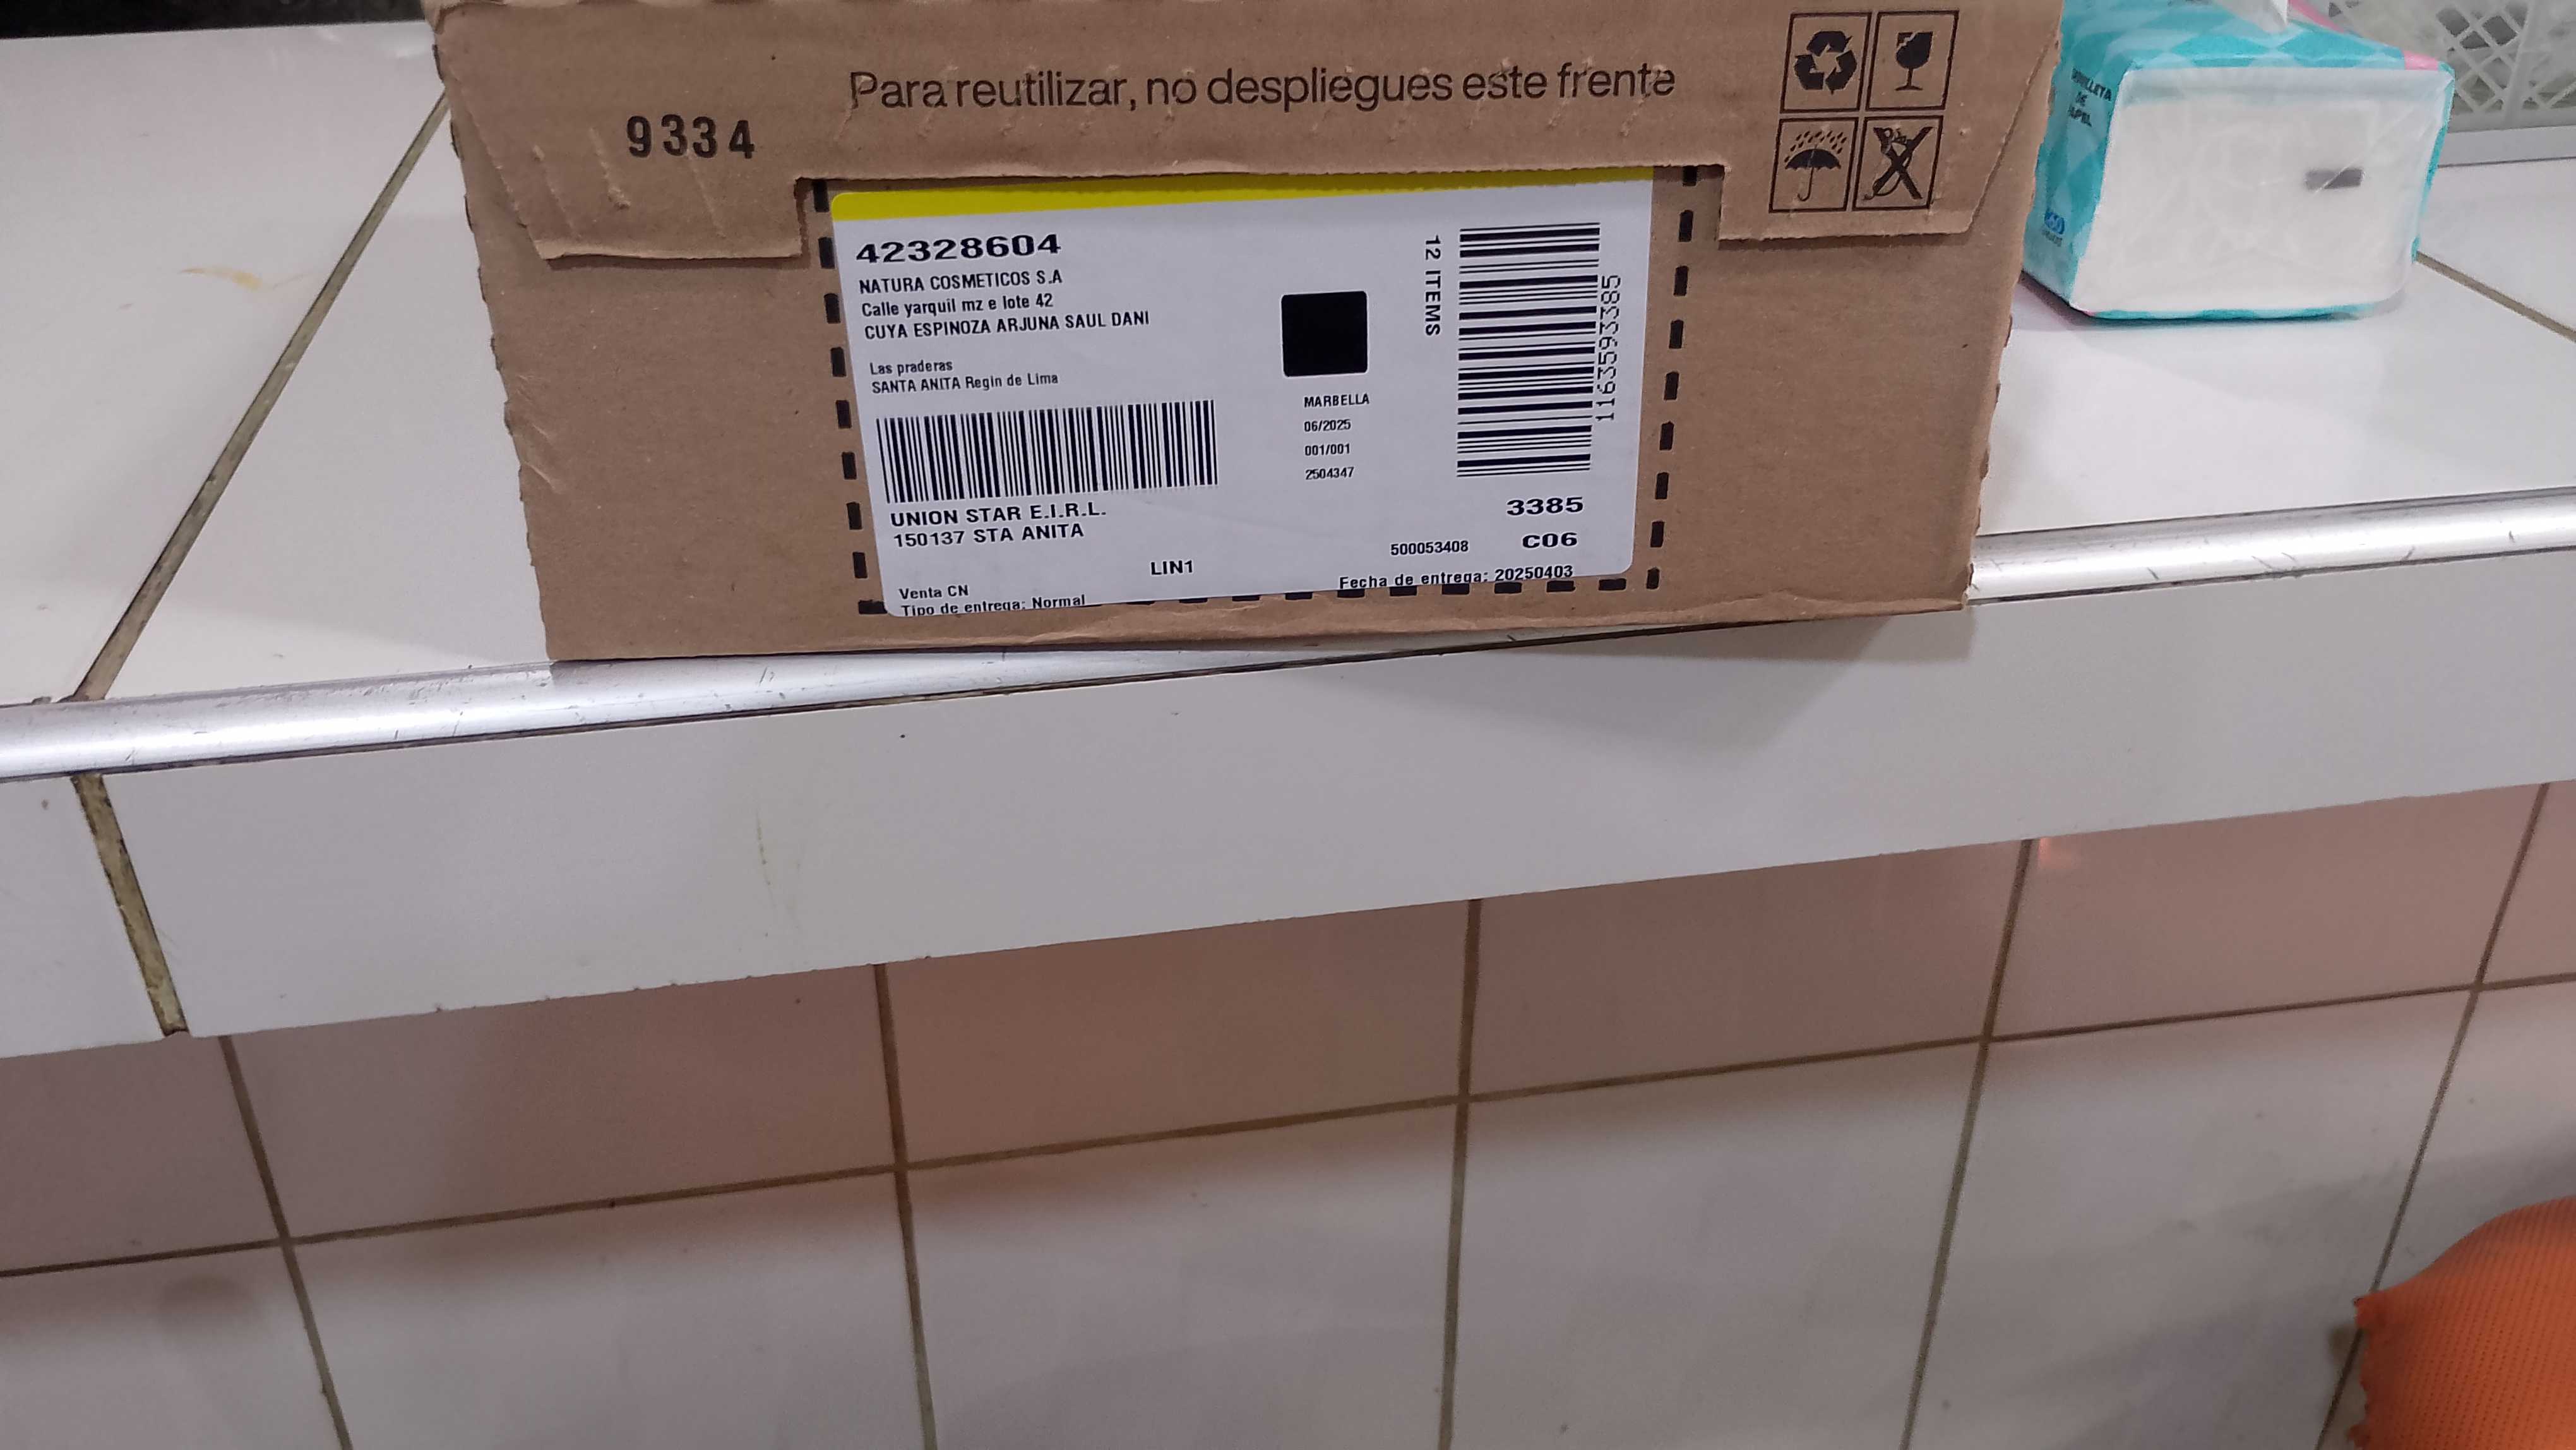 Para reutilizar, no despliegues este frente
9334
42328604
NATURA COSMETICOS S.A
Calle yarquil mz e lote 42
CUYA ESPINOZA ARJUNA SAUL DANI
Las praderas
SANTA ANITA Regin de Lima
12 ITEMS
1163593385
MARBELLA
06/2025
001/001
2504347
UNION STAR E.I.R.L.
150137 STA ANITA
3385
500053408
C06
LIN1
Venta CN
Fecha de entrega: 20250403
Tipo de entrega: Normal
DE